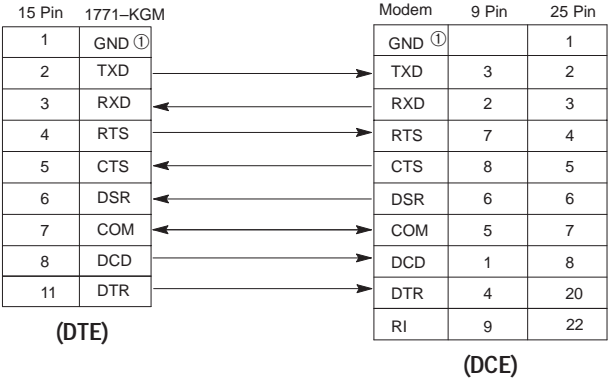 15 Pin 1771–KGM Modem 9 Pin 25 Pin
1 GND ① GND ① 1
2 TXD TXD 3 2
3 RXD RXD 2 3
4 RTS RTS 7 4
5 CTS CTS 8 5
6 DSR DSR 6 6
7 COM COM 5 7
8 DCD DCD 1 8
11 DTR DTR 4 20
RI 9 22
(DTE)
(DCE)